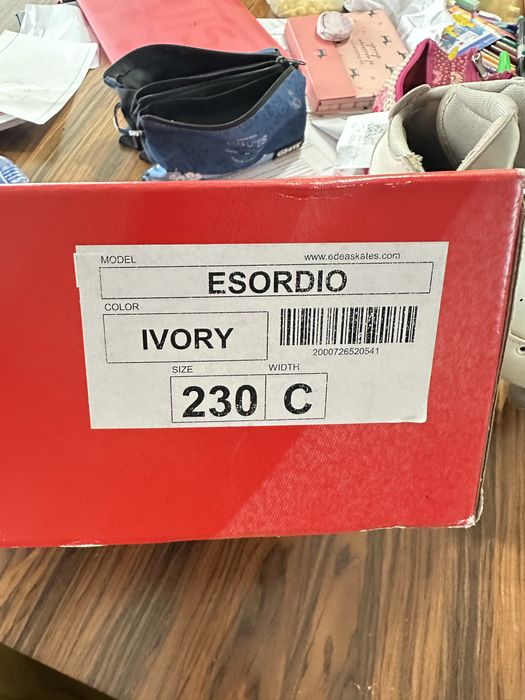 MODEL
www.edeaskates.com
ESORDIO
COLOR
IVORY
2000726520541
SIZE
WIDTH
230
C